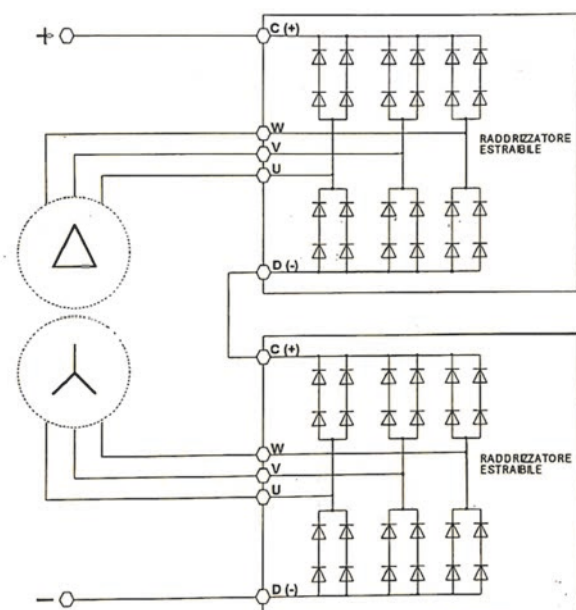 +
C (+)
W
V
U
RADDRIZZATORE
ESTRAIBILE
D (-)
C (+)
W
V
U
RADDRIZZATORE
ESTRAIBILE
D (-)
−